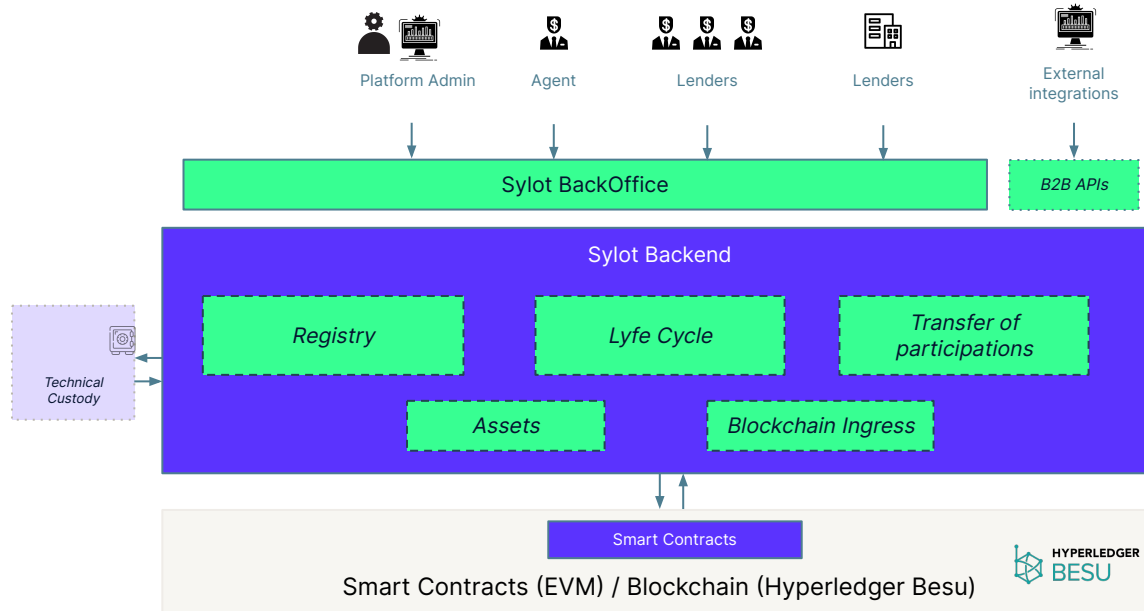 Platform Admin
Agent
Lenders
Lenders
External
integrations
Sylot BackOffice
B2B APIs
Sylot Backend
Registry
Lyfe Cycle
Transfer of
participations
Technical
Custody
Assets
Blockchain Ingress
Smart Contracts
HYPERLEDGER
BESU
Smart Contracts (EVM) / Blockchain (Hyperledger Besu)